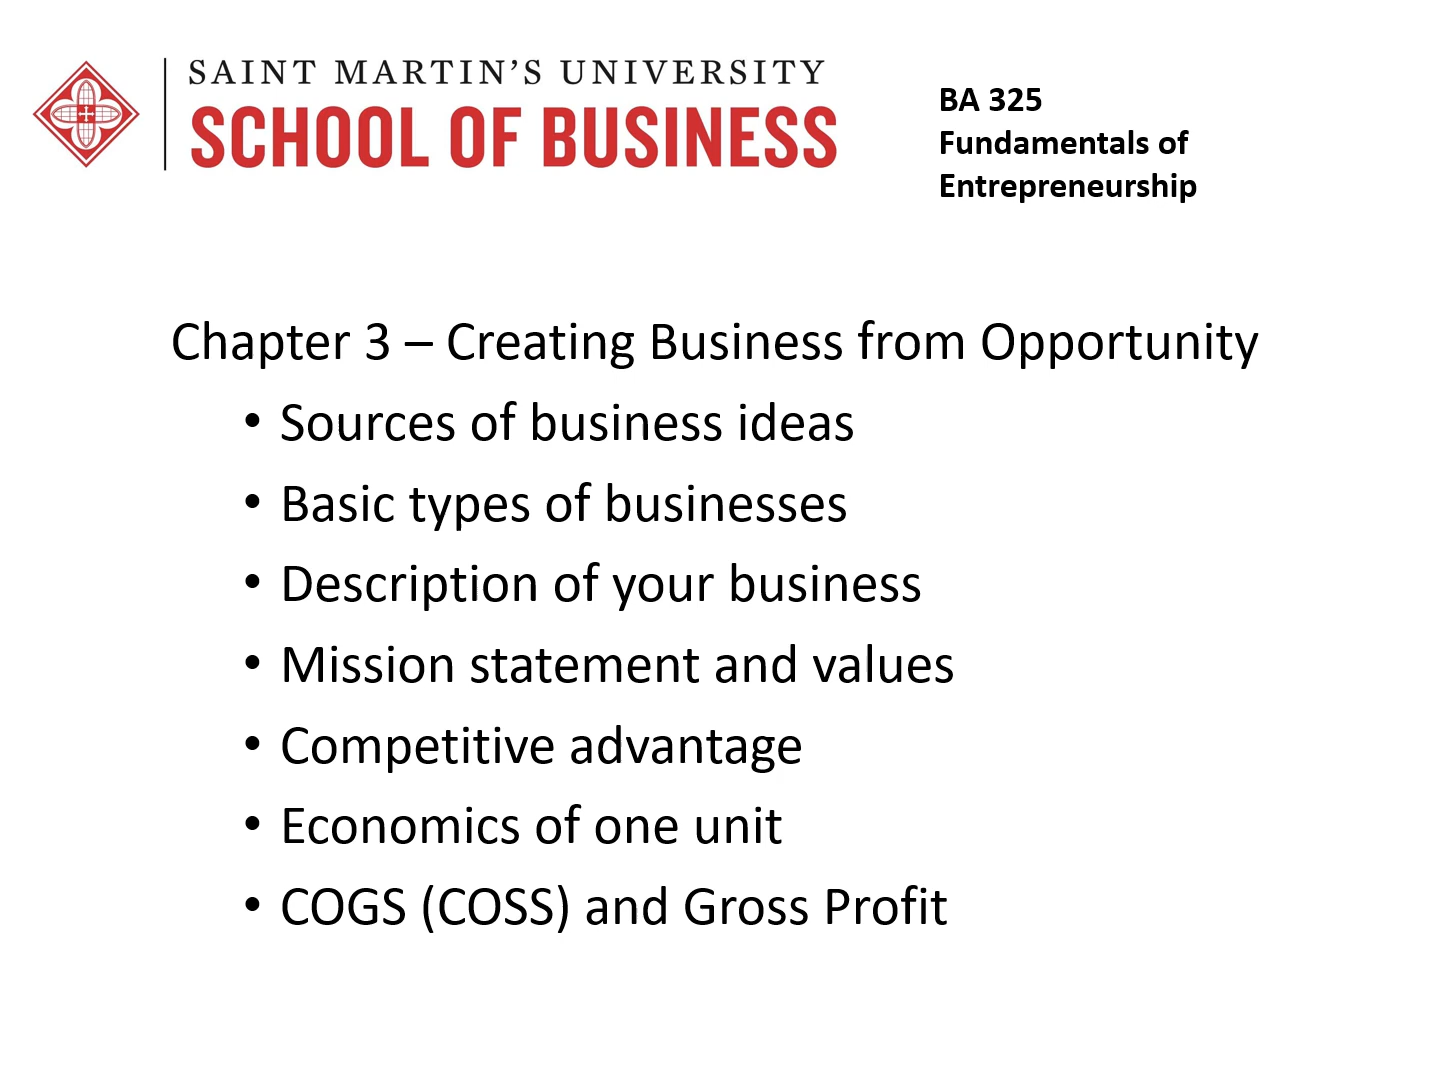 SAINT MARTIN'S UNIVERSITY
SCHOOL OF BUSINESS
BA 325
Fundamentals of
Entrepreneurship
Chapter 3 – Creating Business from Opportunity
• Sources of business ideas
• Basic types of businesses
• Description of your business
• Mission statement and values
• Competitive advantage
• Economics of one unit
• COGS (COSS) and Gross Profit